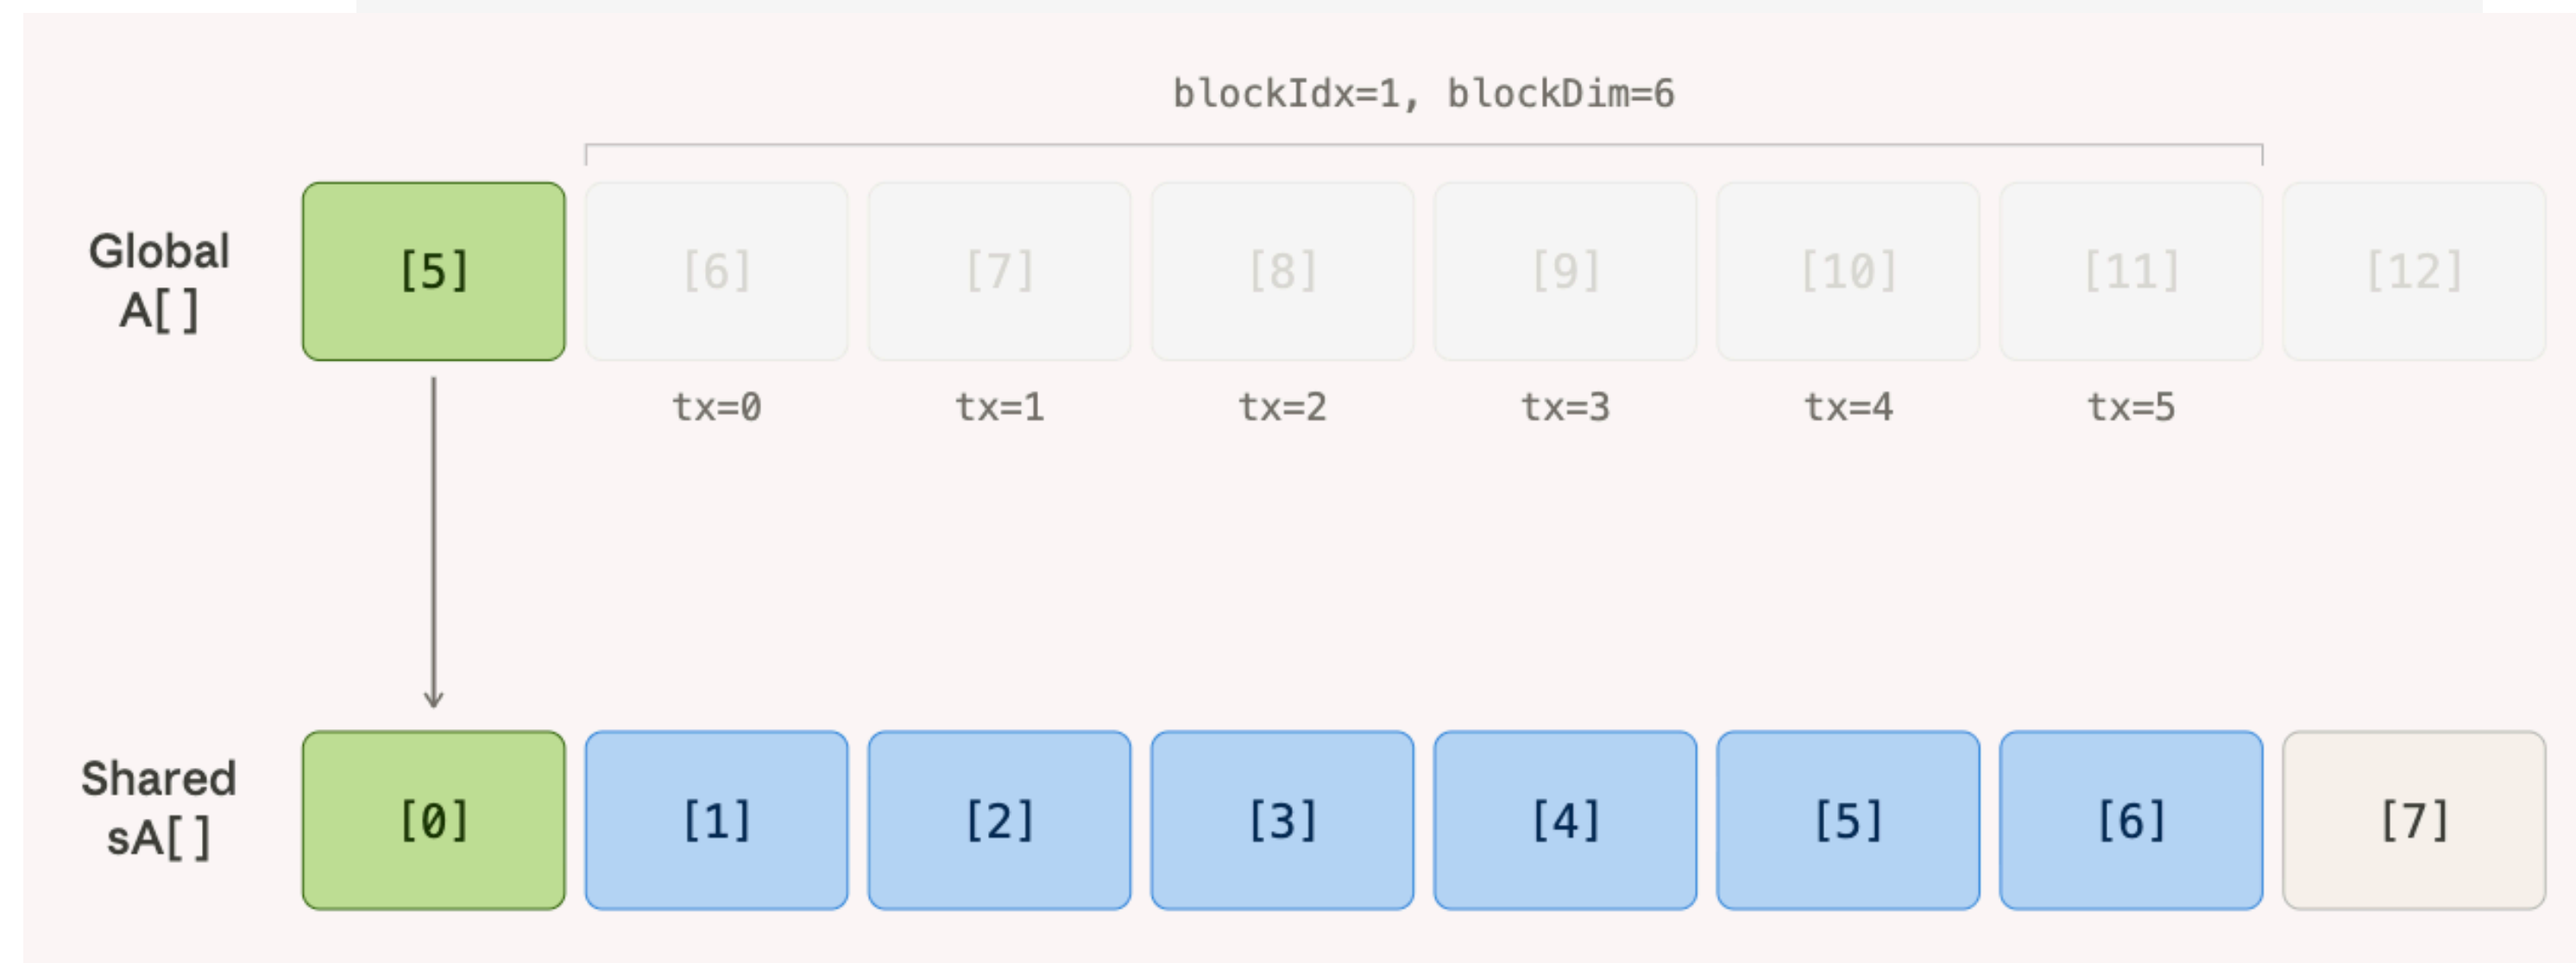 blockIdx=1, blockDim=6
Global
A[]
[5] [6] [7] [8] [9] [10] [11] [12]
tx=0 tx=1 tx=2 tx=3 tx=4 tx=5
Shared
sA[]
[0] [1] [2] [3] [4] [5] [6] [7]